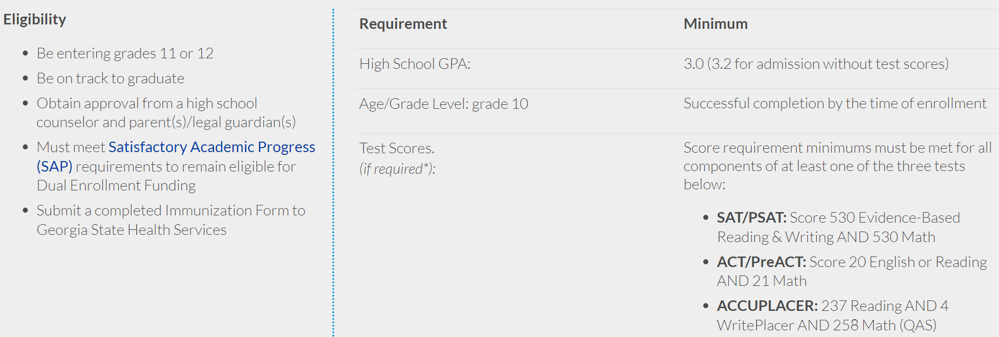 Eligibility
• Be entering grades 11 or 12
• Be on track to graduate
• Obtain approval from a high school
counselor and parent(s)/legal guardian(s)
• Must meet Satisfactory Academic Progress
(SAP) requirements to remain eligible for
Dual Enrollment Funding
• Submit a completed Immunization Form to
Georgia State Health Services
Requirement Minimum
High School GPA: 3.0 (3.2 for admission without test scores)
Age/Grade Level: grade 10 Successful completion by the time of enrollment
Test Scores. Score requirement minimums must be met for all
(if required*): components of at least one of the three tests
below:
• SAT/PSAT: Score 530 Evidence-Based
Reading & Writing AND 530 Math
• ACT/PreACT: Score 20 English or Reading
AND 21 Math
• ACCUPLACER: 237 Reading AND 4
WritePlacer AND 258 Math (QAS)